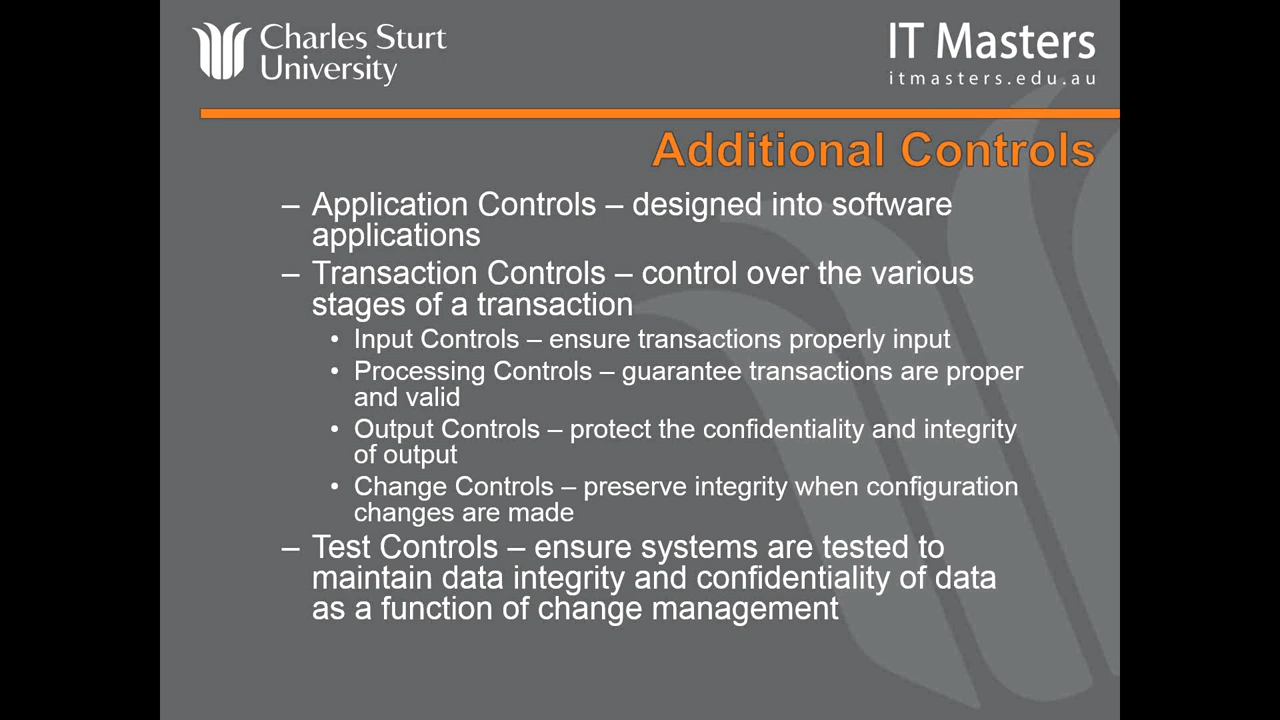 Charles Sturt
University
IT Masters
itmasters.edu.au
Additional Controls
– Application Controls – designed into software
applications
– Transaction Controls – control over the various
stages of a transaction
• Input Controls – ensure transactions properly input
• Processing Controls – guarantee transactions are proper
and valid
• Output Controls – protect the confidentiality and integrity
of output
• Change Controls – preserve integrity when configuration
changes are made
– Test Controls – ensure systems are tested to
maintain data integrity and confidentiality of data
as a function of change management